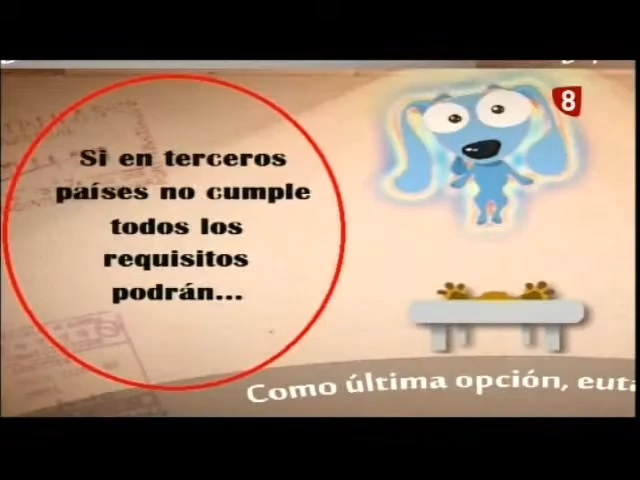 Si en terceros
países no cumple
todos los
requisitos
podrán...
8
Como última opción, euta